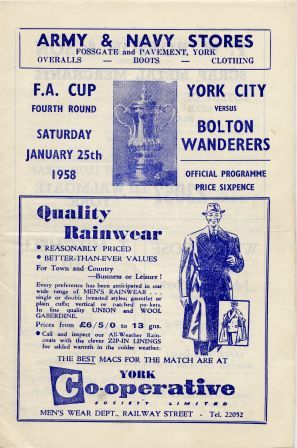 ARMY & NAVY STORES
FOSSGATE and PAVEMENT, YORK
OVERALLS - BOOTS - CLOTHING
F.A. CUP
FOURTH ROUND
SATURDAY
JANUARY 25th
1958
YORK CITY
VERSUS
BOLTON
WANDERERS
OFFICIAL PROGRAMME
PRICE SIXPENCE
Quality
Rainwear
● REASONABLY PRICED
● BETTER-THAN-EVER VALUES
For Town and Country
—Business or Leisure !
Every preference has been anticipated in our
wide range of MEN'S RAINWEAR . . .
single or double breasted styles; gauntlet or
plain cuffs; vertical or patched pockets
In fine quality UNION and WOOL
GABERDINE.
Prices from £6/5/0 to 13 gns.
● Call and inspect our All-Weather Rain-
coats with the clever ZIP-IN LININGS
for added warmth in the colder weather.
THE BEST MACS FOR THE MATCH ARE AT
YORK
Co-operative
SOCIETY LIMITED
MEN'S WEAR DEPT., RAILWAY STREET - Tel. 22052